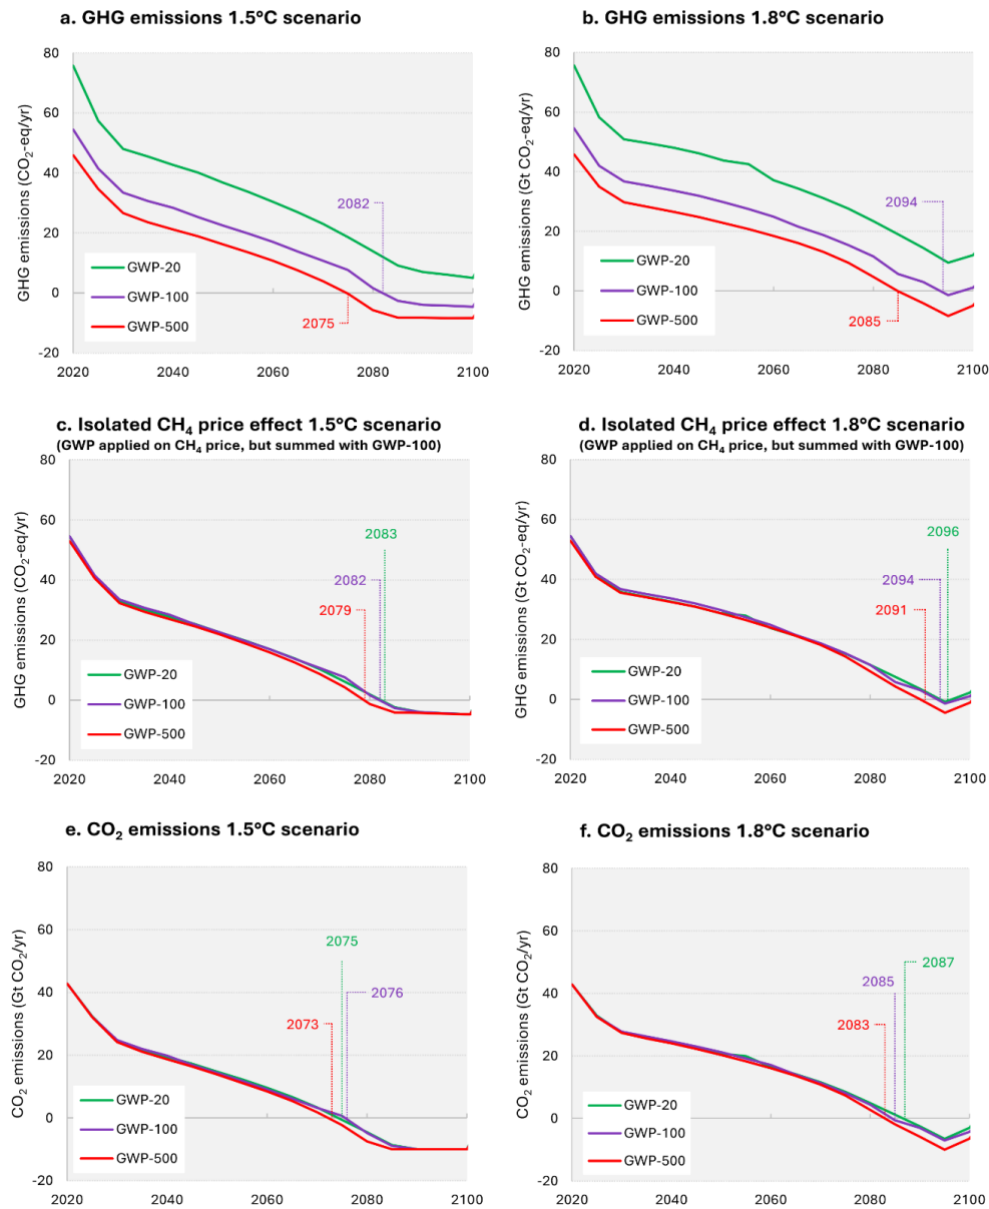 a. GHG emissions 1.5ºC scenario
GHG emissions (CO₂-eq/yr)
80
60
40
20
0
-20
2082
2075
GWP-20
GWP-100
GWP-500
2020
2040
2060
2080
2100
b. GHG emissions 1.8ºC scenario
GHG emissions (Gt CO₂-eq/yr)
80
60
40
20
0
-20
2094
2085
GWP-20
GWP-100
GWP-500
2020
2040
2060
2080
2100
c. Isolated CH₄ price effect 1.5ºC scenario
(GWP applied on CH₄ price, but summed with GWP-100)
GHG emissions (CO₂-eq/yr)
80
60
40
20
0
-20
2083
2082
2079
GWP-20
GWP-100
GWP-500
2020
2040
2060
2080
2100
d. Isolated CH₄ price effect 1.8ºC scenario
(GWP applied on CH₄ price, but summed with GWP-100)
GHG emissions (Gt CO₂-eq/yr)
80
60
40
20
0
-20
2096
2094
2091
GWP-20
GWP-100
GWP-500
2020
2040
2060
2080
2100
e. CO₂ emissions 1.5ºC scenario
CO₂ emissions (Gt CO₂/yr)
80
60
40
20
0
-20
2075
2076
2073
GWP-20
GWP-100
GWP-500
2020
2040
2060
2080
2100
f. CO₂ emissions 1.8ºC scenario
CO₂ emissions (Gt CO₂/yr)
80
60
40
20
0
-20
2087
2085
2083
GWP-20
GWP-100
GWP-500
2020
2040
2060
2080
2100